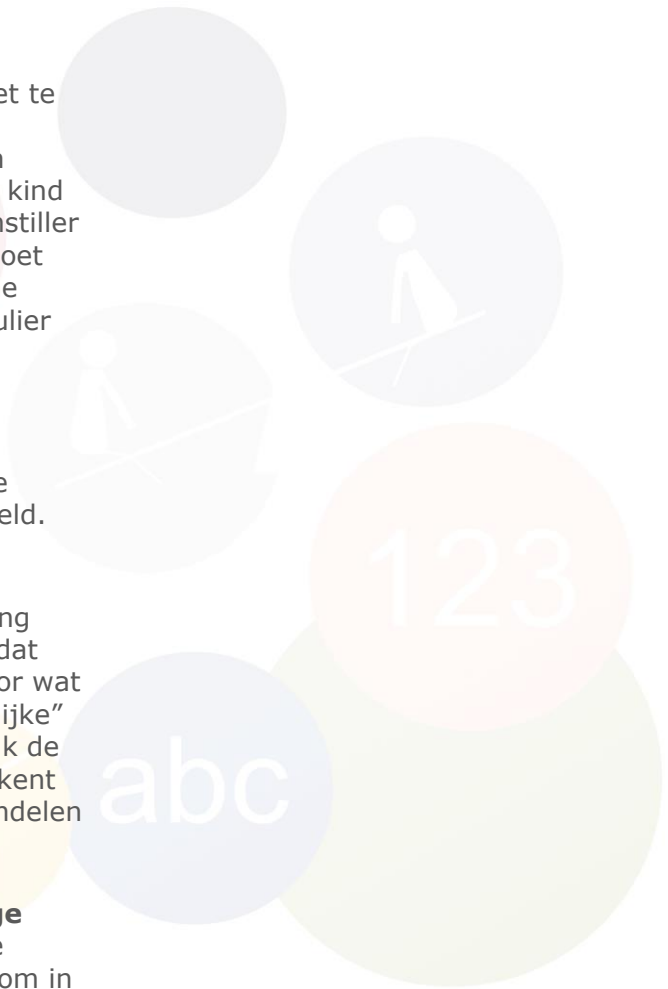 et te
n
kind
nstiller
oet
e
ulier
e
eld.
123
ng
dat
or wat
ijke”
k de
kent
ndelen
abc
ge
e
om in